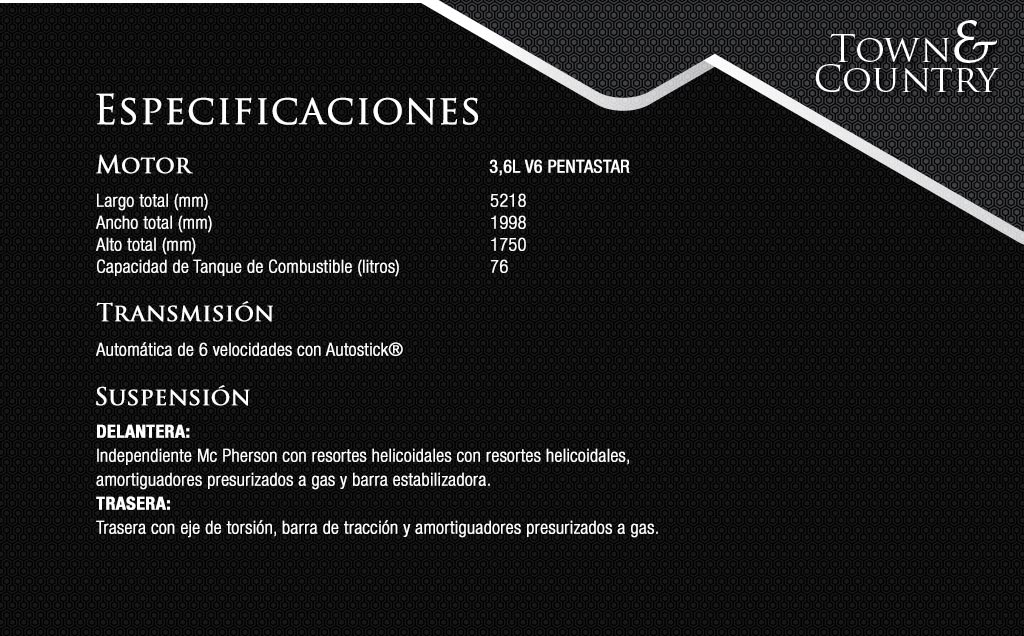 TOWN &
COUNTRY
ESPECIFICACIONES
MOTOR 3,6L V6 PENTASTAR
Largo total (mm) 5218
Ancho total (mm) 1998
Alto total (mm) 1750
Capacidad de Tanque de Combustible (litros) 76
TRANSMISIÓN
Automática de 6 velocidades con Autostick®
SUSPENSIÓN
DELANTERA:
Independiente Mc Pherson con resortes helicoidales con resortes helicoidales,
amortiguadores presurizados a gas y barra estabilizadora.
TRASERA:
Trasera con eje de torsión, barra de tracción y amortiguadores presurizados a gas.